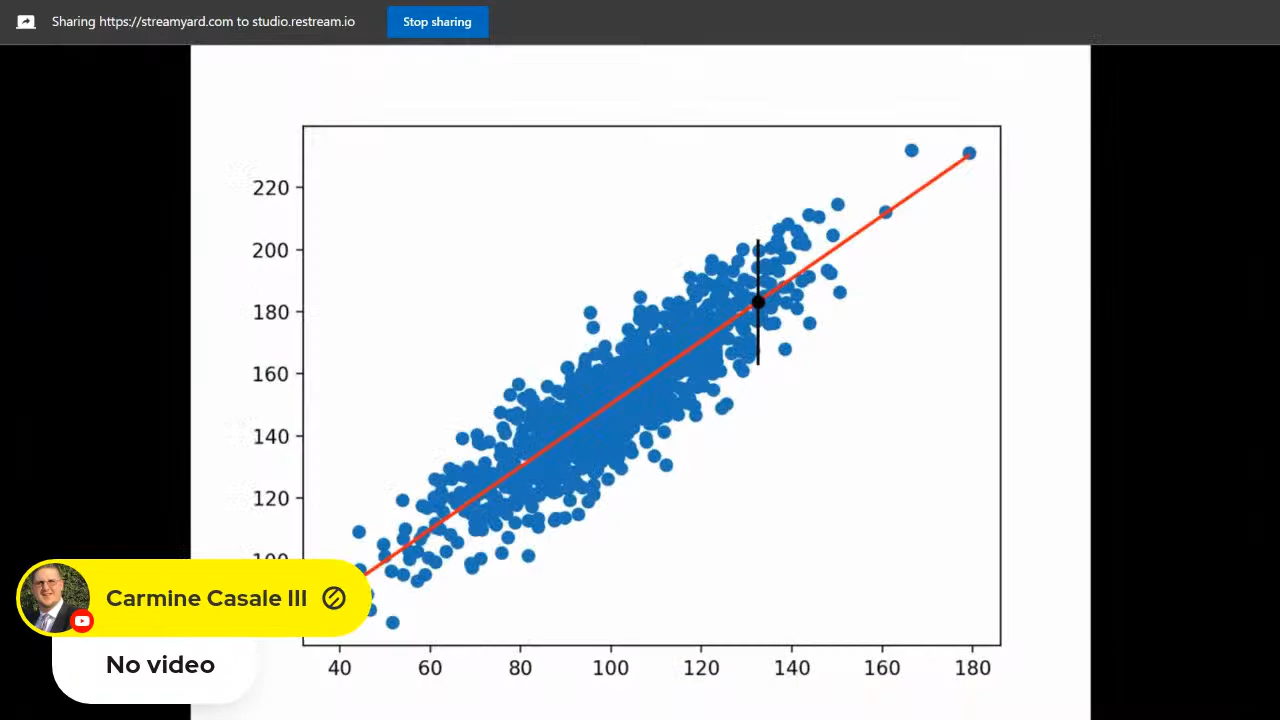 Sharing https://streamyard.com to studio.restream.io Stop sharing
220
200
180
160
140
120
100
Carmine Casale III
No video
40 60 80 100 120 140 160 180